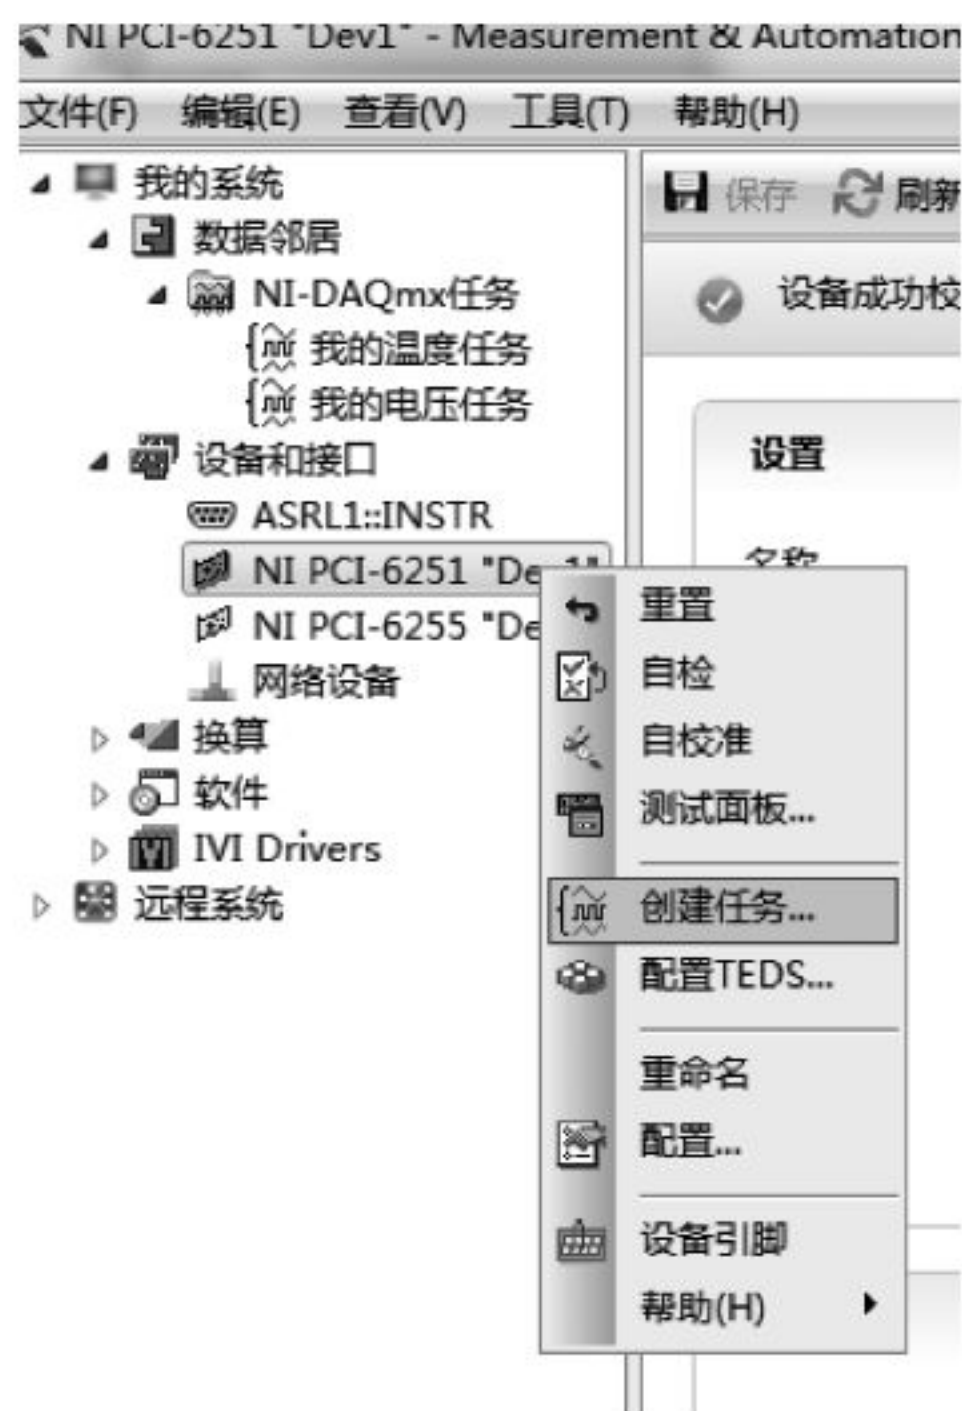 NI PCI-6251 "Dev1" - Measurement & Automation
文件(F) 编辑(E) 查看(V) 工具(T) 帮助(H)
我的系统
保存 刷新
数据邻居
NI-DAQmx任务
设备成功校
我的温度任务
我的电压任务
设备和接口
设置
ASRL1::INSTR
名称
NI PCI-6251 "De 1"
NI PCI-6255 "De
网络设备
换算
软件
IVI Drivers
远程系统
重置
自检
自校准
测试面板...
创建任务...
配置TEDS...
重命名
配置...
设备引脚
帮助(H)